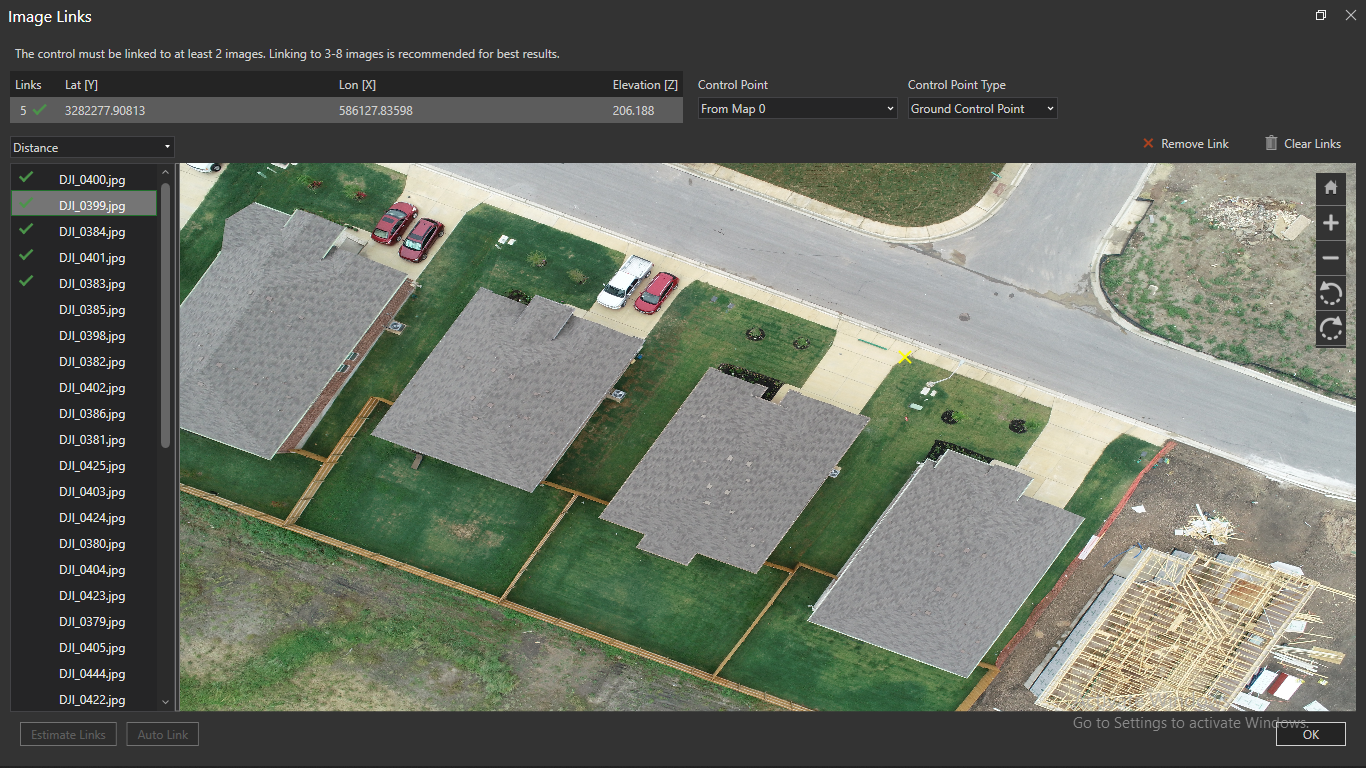 Image Links
The control must be linked to at least 2 images. Linking to 3-8 images is recommended for best results.
Links Lat [Y] Lon [X] Elevation [Z] Control Point Control Point Type
5 3282277.90813 586127.83598 206.188 From Map 0 Ground Control Point
Distance Remove Link Clear Links
DJI_0400.jpg
DJI_0399.jpg
DJI_0384.jpg
DJI_0401.jpg
DJI_0383.jpg
DJI_0385.jpg
DJI_0398.jpg
DJI_0382.jpg
DJI_0402.jpg
DJI_0386.jpg
DJI_0381.jpg
DJI_0425.jpg
DJI_0403.jpg
DJI_0424.jpg
DJI_0380.jpg
DJI_0404.jpg
DJI_0423.jpg
DJI_0379.jpg
DJI_0405.jpg
DJI_0444.jpg
DJI_0422.jpg
Go to Settings to activate Windows.
Estimate Links Auto Link OK